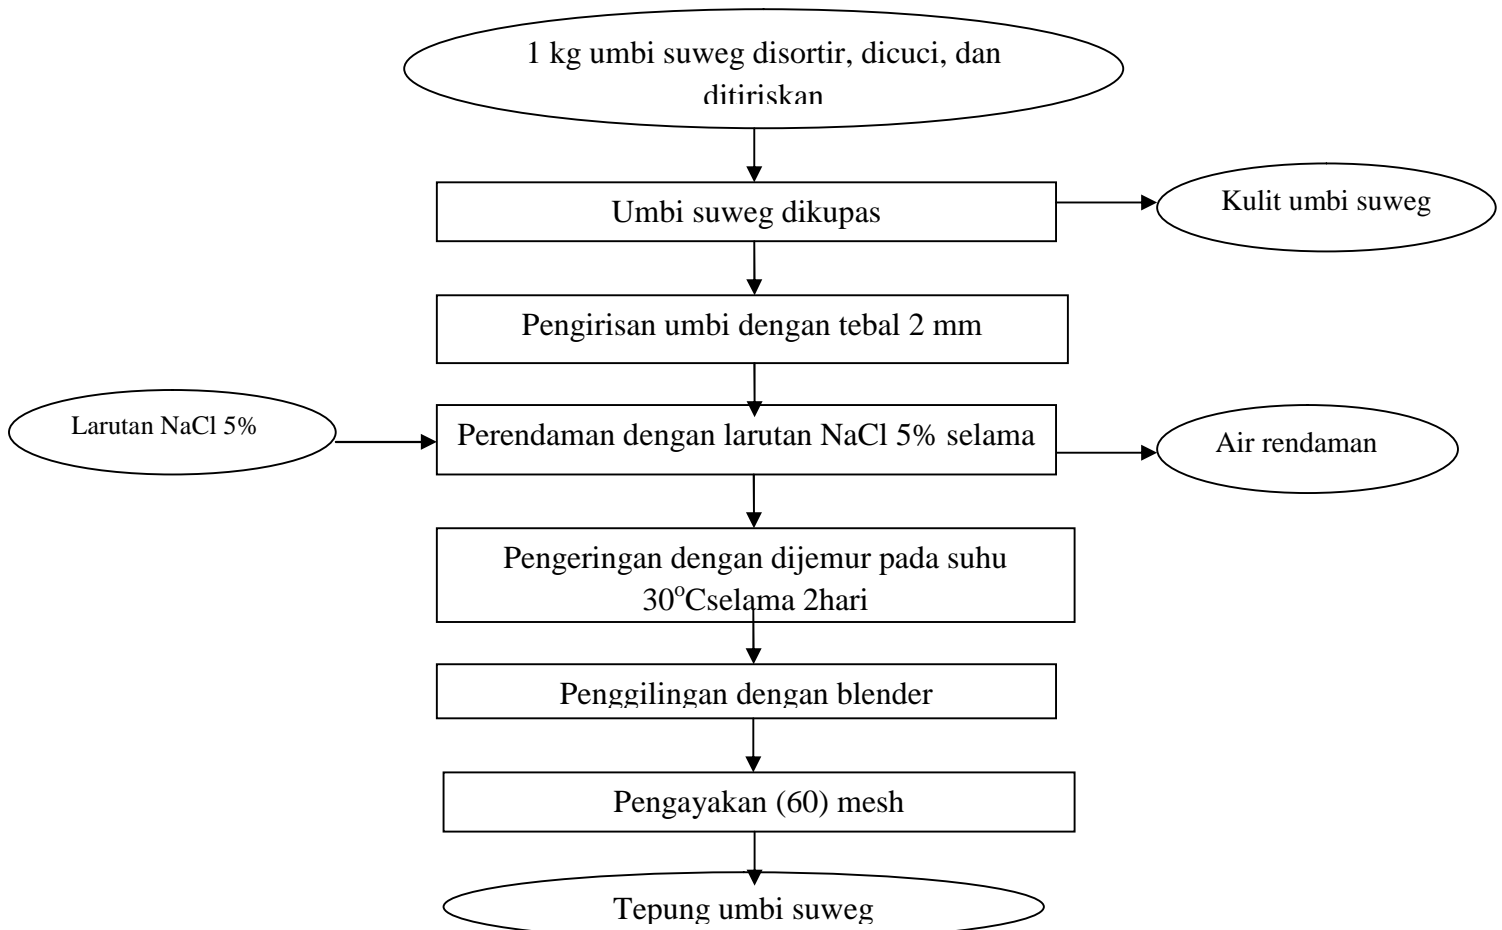 1 kg umbi suweg disortir, dicuci, dan
ditiriskan
Umbi suweg dikupas
Kulit umbi suweg
Pengirisan umbi dengan tebal 2 mm
Larutan NaCl 5%
Perendaman dengan larutan NaCl 5% selama
Air rendaman
Pengeringan dengan dijemur pada suhu
30°Cselama 2hari
Penggilingan dengan blender
Pengayakan (60) mesh
Tepung umbi suweg